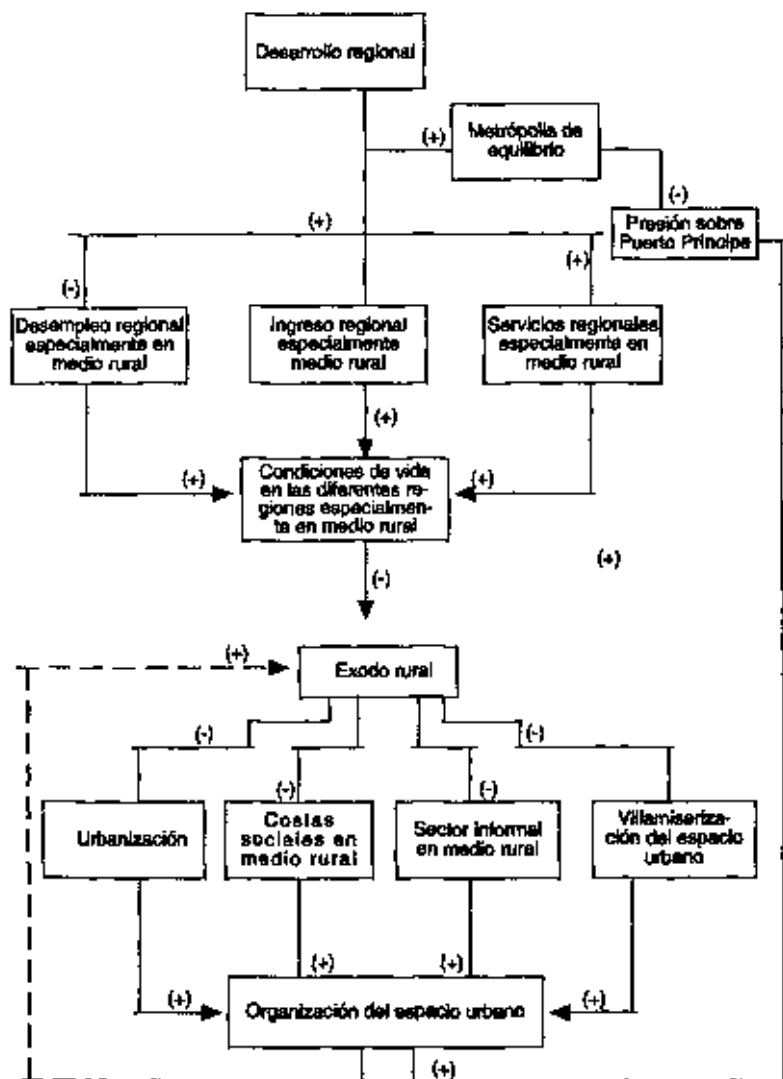 Desarrollo regional
Metrópolis de
equilibrio
(+)
(-)
Presión sobre
Puerto Príncipe
(+)
(+)
(-)
Desempleo regional
especialmente en
medio rural
Ingreso regional
especialmente
medio rural
Servicios regionales
especialmente en
medio rural
(+)
(+)
(+)
Condiciones de vida
en las diferentes re-
giones especialmen-
te en medio rural
(-)
(+)
(+)
Exodo rural
(-)
(-)
(-)
(-)
Urbanización
Costas
sociales en
medio rural
Sector informal
en medio rural
Villamiseriza-
ción del espacio
urbano
(+)
(+)
(+)
(+)
Organización del espacio urbano
(+)